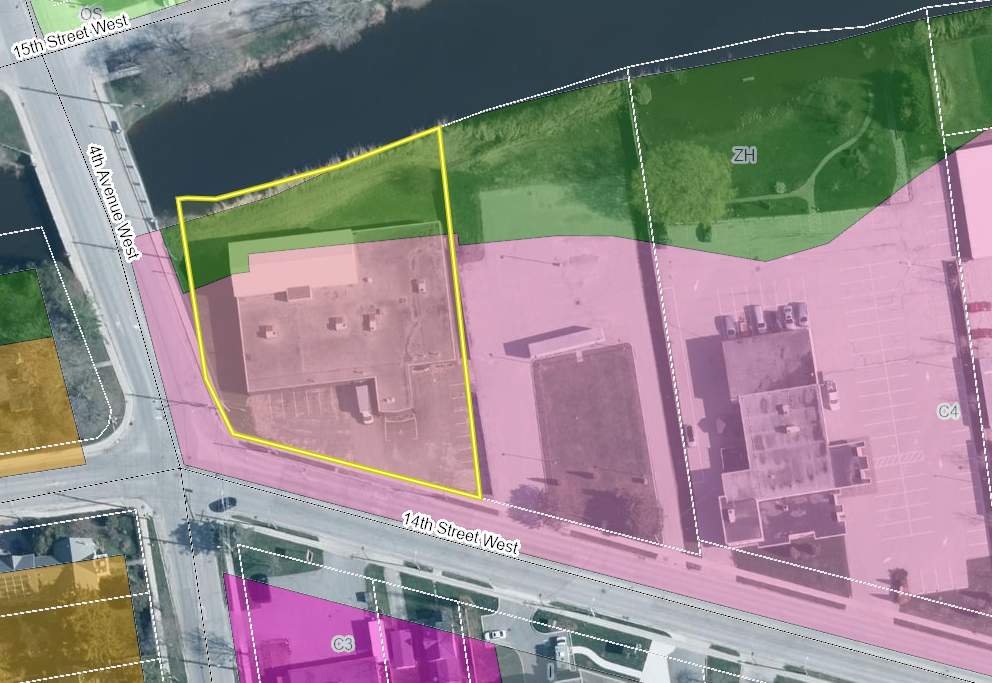 OS
15th Street West
4th Avenue West
ZH
C4
14th Street West
C3